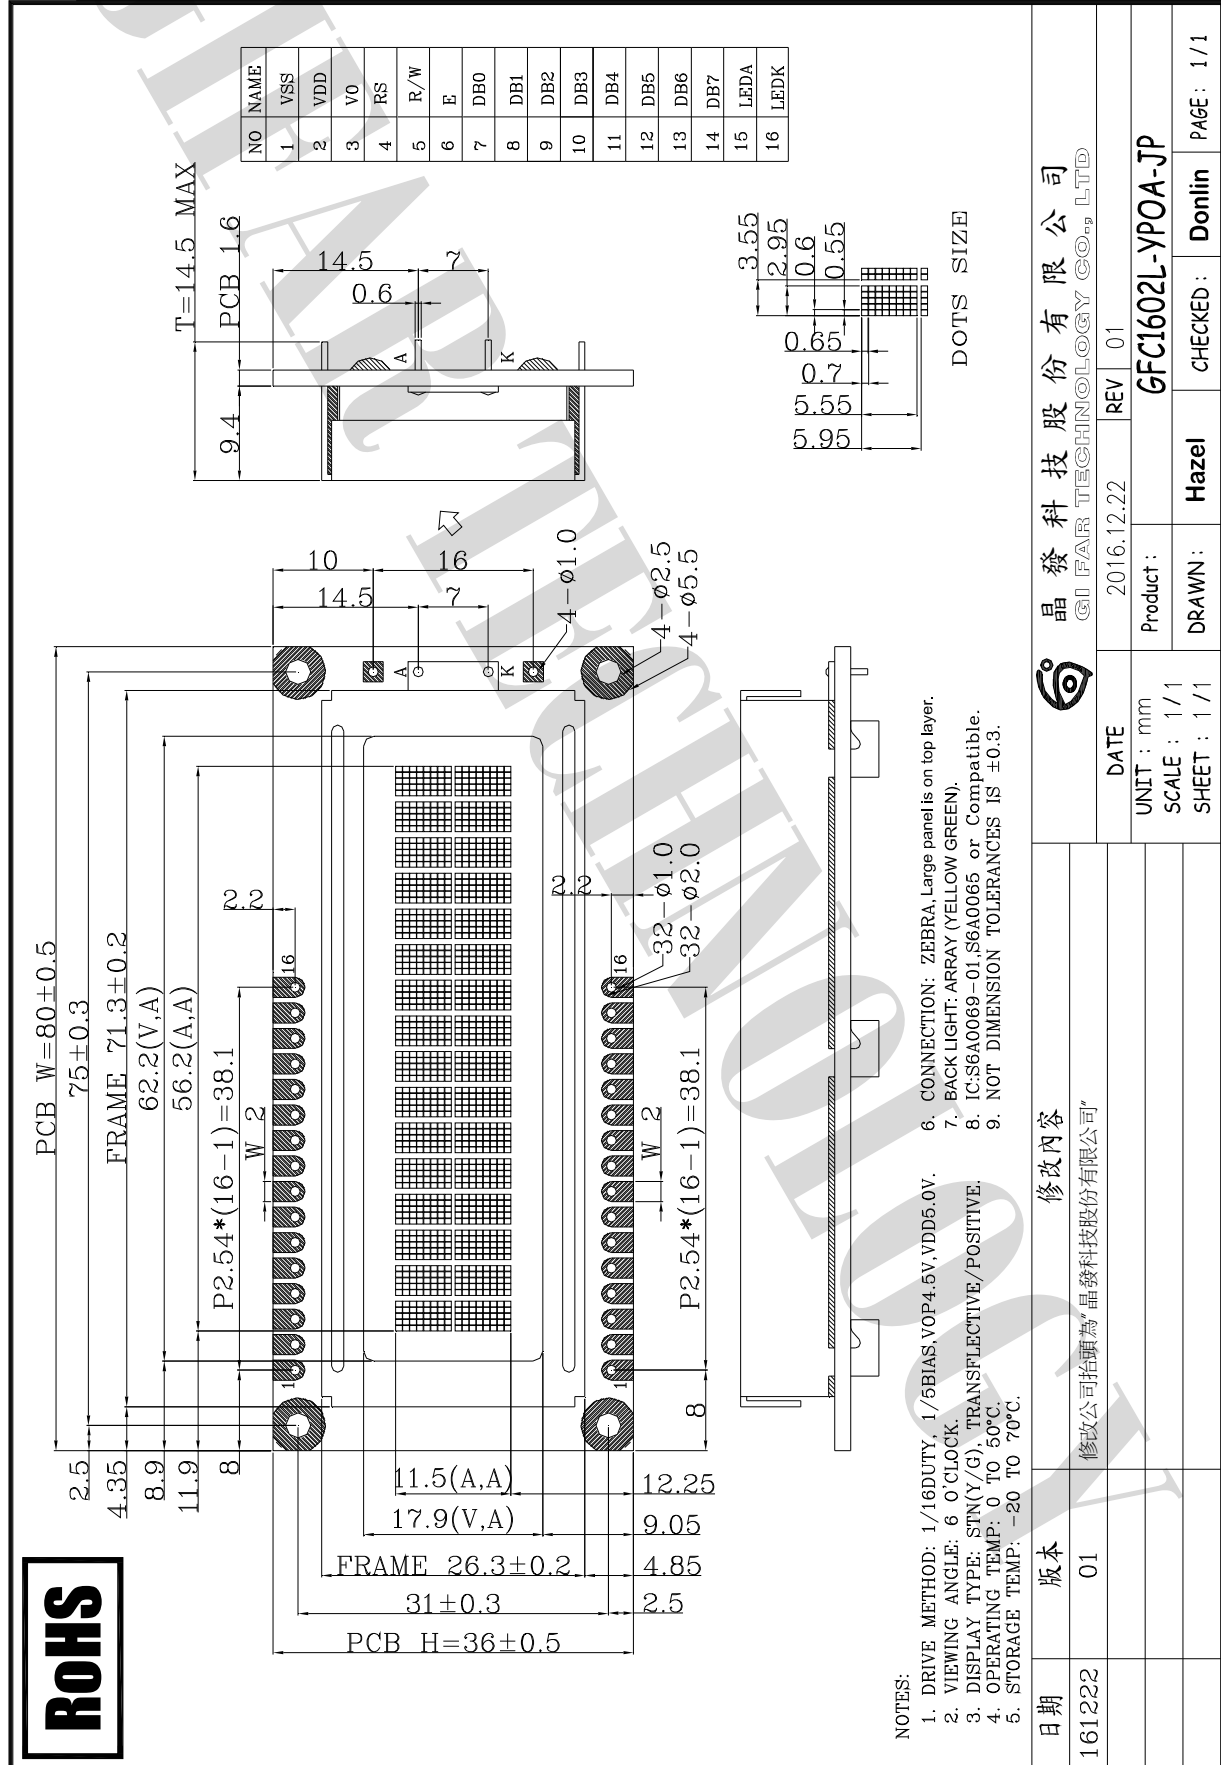 RoHS
PCB W=80±0.5
75±0.3
FRAME 71.3±0.2
62.2(V,A)
56.2(A,A)
P2.54*(16-1)=38.1
W 2
2.2
2.5
4.35
8.9
11.9
8
1
16
10
16
14.5
7
A
K
4-ø1.0
4-ø2.5
4-ø5.5
2.2
32-ø1.0
32-ø2.0
1
16
W 2
P2.54*(16-1)=38.1
8
11.5(A,A)
12.25
17.9(V,A)
9.05
FRAME 26.3±0.2
4.85
31±0.3
2.5
PCB H=36±0.5
T=14.5 MAX
PCB 1.6
9.4
14.5
7
0.6
A
K
NO NAME
1 VSS
2 VDD
3 V0
4 RS
5 R/W
6 E
7 DB0
8 DB1
9 DB2
10 DB3
11 DB4
12 DB5
13 DB6
14 DB7
15 LEDA
16 LEDK
3.55
2.95
0.6
0.55
0.65
0.7
5.55
5.95
DOTS SIZE
NOTES:
1. DRIVE METHOD: 1/16DUTY, 1/5BIAS,VOP4.5V,VDD5.0V.
2. VIEWING ANGLE: 6 O'CLOCK.
3. DISPLAY TYPE: STN(Y/G), TRANSFLECTIVE/POSITIVE.
4. OPERATING TEMP: 0 TO 50°C.
5. STORAGE TEMP: -20 TO 70°C.
6. CONNECTION: ZEBRA, Large panel is on top layer.
7. BACK LIGHT: ARRAY (YELLOW GREEN).
8. IC:S6A0069-01,S6A0065 or Compatible.
9. NOT DIMENSION TOLERANCES IS ±0.3.
日期 版本 修改內容
161222 01 修改公司抬頭為"晶發科技股份有限公司"
晶發科技股份有限公司
GI FAR TECHNOLOGY CO., LTD
DATE 2016.12.22 REV 01
UNIT : mm
SCALE : 1/1
SHEET : 1/1
Product : GFC1602L-YPOA-JP
DRAWN : Hazel CHECKED : Donlin PAGE : 1/1
GI FAR TECHNOLOGY